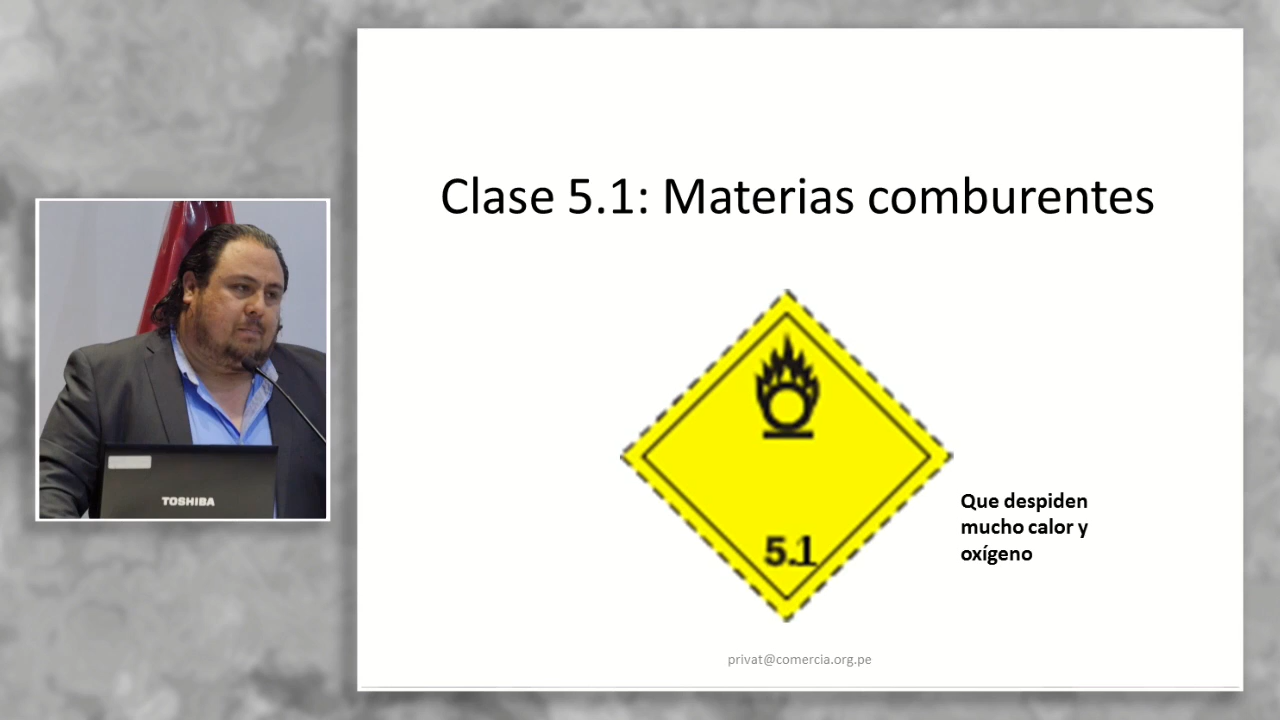 Clase 5.1: Materias comburentes
5.1
Que despiden
mucho calor y
oxígeno
TOSHIBA
privat@comercia.org.pe